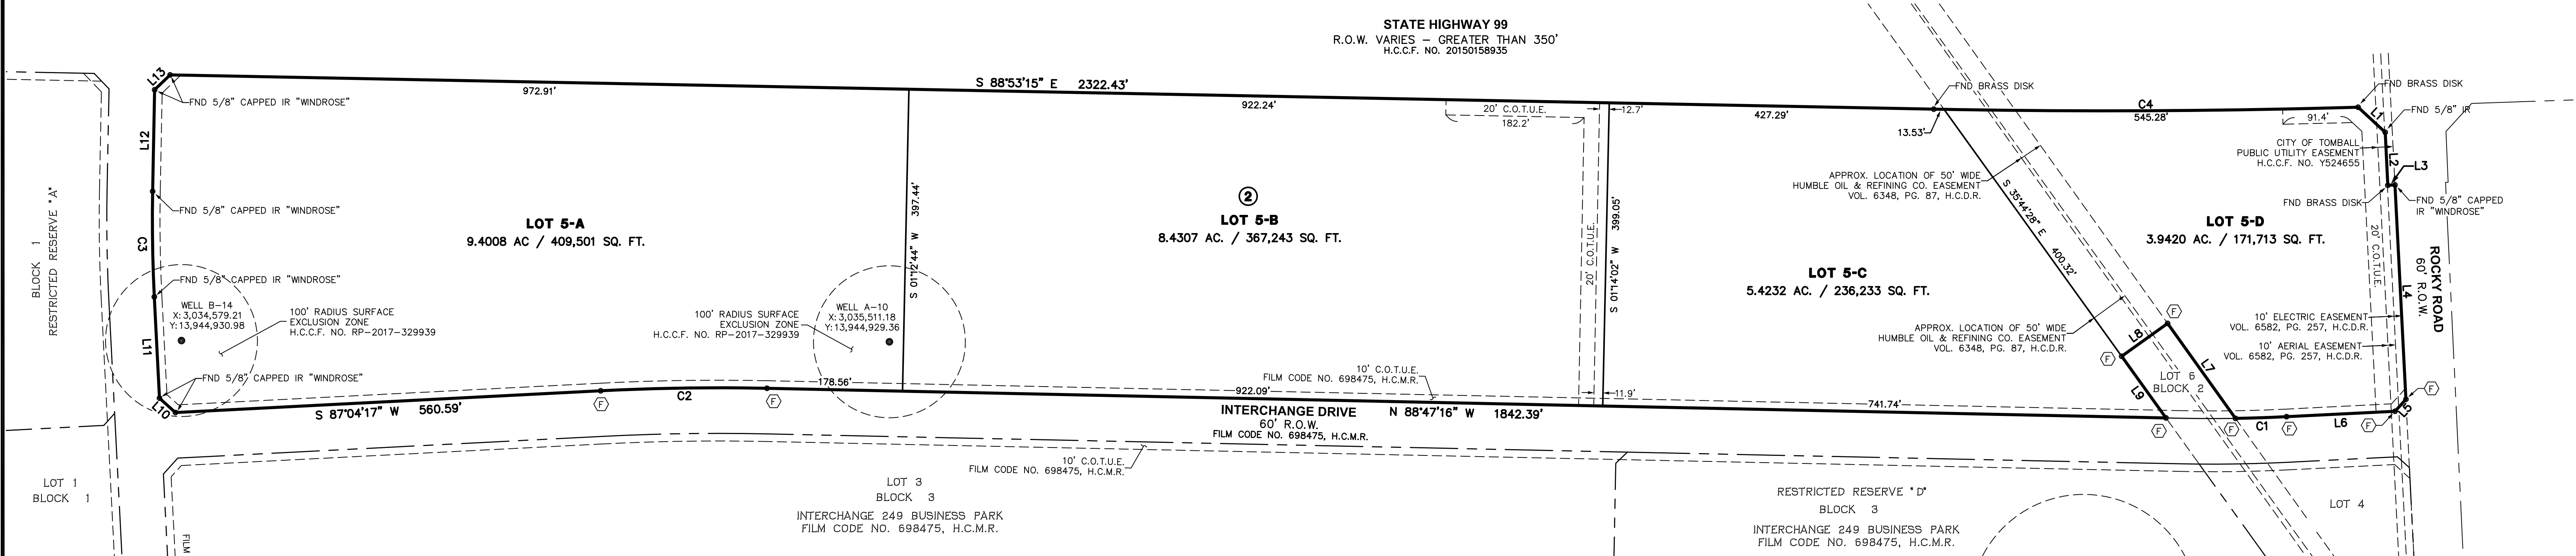 STATE HIGHWAY 99
R.O.W. VARIES – GREATER THAN 350'
H.C.C.F. NO. 20150158935
L13
FND 5/8" CAPPED IR "WINDROSE"
972.91'
S 88°53'15" E 2322.43'
922.24'
20' C.O.T.U.E.
182.2'
12.7'
427.29'
FND BRASS DISK
13.53'
C4
545.28'
FND BRASS DISK
L1
FND 5/8" IR
91.4'
CITY OF TOMBALL
PUBLIC UTILITY EASEMENT
H.C.C.F. NO. Y524655
L2
L3
FND BRASS DISK
FND 5/8" CAPPED
IR "WINDROSE"
L12
FND 5/8" CAPPED IR "WINDROSE"
BLOCK 1
RESTRICTED RESERVE "A"
C3
LOT 5-A
9.4008 AC / 409,501 SQ. FT.
FND 5/8" CAPPED IR "WINDROSE"
WELL B-14
X: 3,034,579.21
Y: 13,944,930.98
100' RADIUS SURFACE
EXCLUSION ZONE
H.C.C.F. NO. RP-2017-329939
L11
FND 5/8" CAPPED IR "WINDROSE"
L10
S 87°04'17" W 560.59'
F
C2
F
178.56'
100' RADIUS SURFACE
EXCLUSION ZONE
H.C.C.F. NO. RP-2017-329939
WELL A-10
X: 3,035,511.18
Y: 13,944,929.36
S 01°12'44" W 397.44'
2
LOT 5-B
8.4307 AC. / 367,243 SQ. FT.
20' C.O.T.U.E.
S 01°14'02" W 399.05'
10' C.O.T.U.E.
FILM CODE NO. 698475, H.C.M.R.
922.09'
11.9'
INTERCHANGE DRIVE N 88°47'16" W 1842.39'
60' R.O.W.
FILM CODE NO. 698475, H.C.M.R.
741.74'
APPROX. LOCATION OF 50' WIDE
HUMBLE OIL & REFINING CO. EASEMENT
VOL. 6348, PG. 87, H.C.D.R.
S 35°44'28" E 400.32'
LOT 5-C
5.4232 AC. / 236,233 SQ. FT.
APPROX. LOCATION OF 50' WIDE
HUMBLE OIL & REFINING CO. EASEMENT
VOL. 6348, PG. 87, H.C.D.R.
LOT 5-D
3.9420 AC. / 171,713 SQ. FT.
20' C.O.T.U.E.
ROCKY ROAD
60' R.O.W.
L4
10' ELECTRIC EASEMENT
VOL. 6582, PG. 257, H.C.D.R.
10' AERIAL EASEMENT
VOL. 6582, PG. 257, H.C.D.R.
F
L8
F
L7
LOT 6
BLOCK 2
L9
F
F
C1
F
L6
F
L5
F
10' C.O.T.U.E.
FILM CODE NO. 698475, H.C.M.R.
LOT 1
BLOCK 1
FILM
LOT 3
BLOCK 3
INTERCHANGE 249 BUSINESS PARK
FILM CODE NO. 698475, H.C.M.R.
RESTRICTED RESERVE "D"
BLOCK 3
INTERCHANGE 249 BUSINESS PARK
FILM CODE NO. 698475, H.C.M.R.
LOT 4